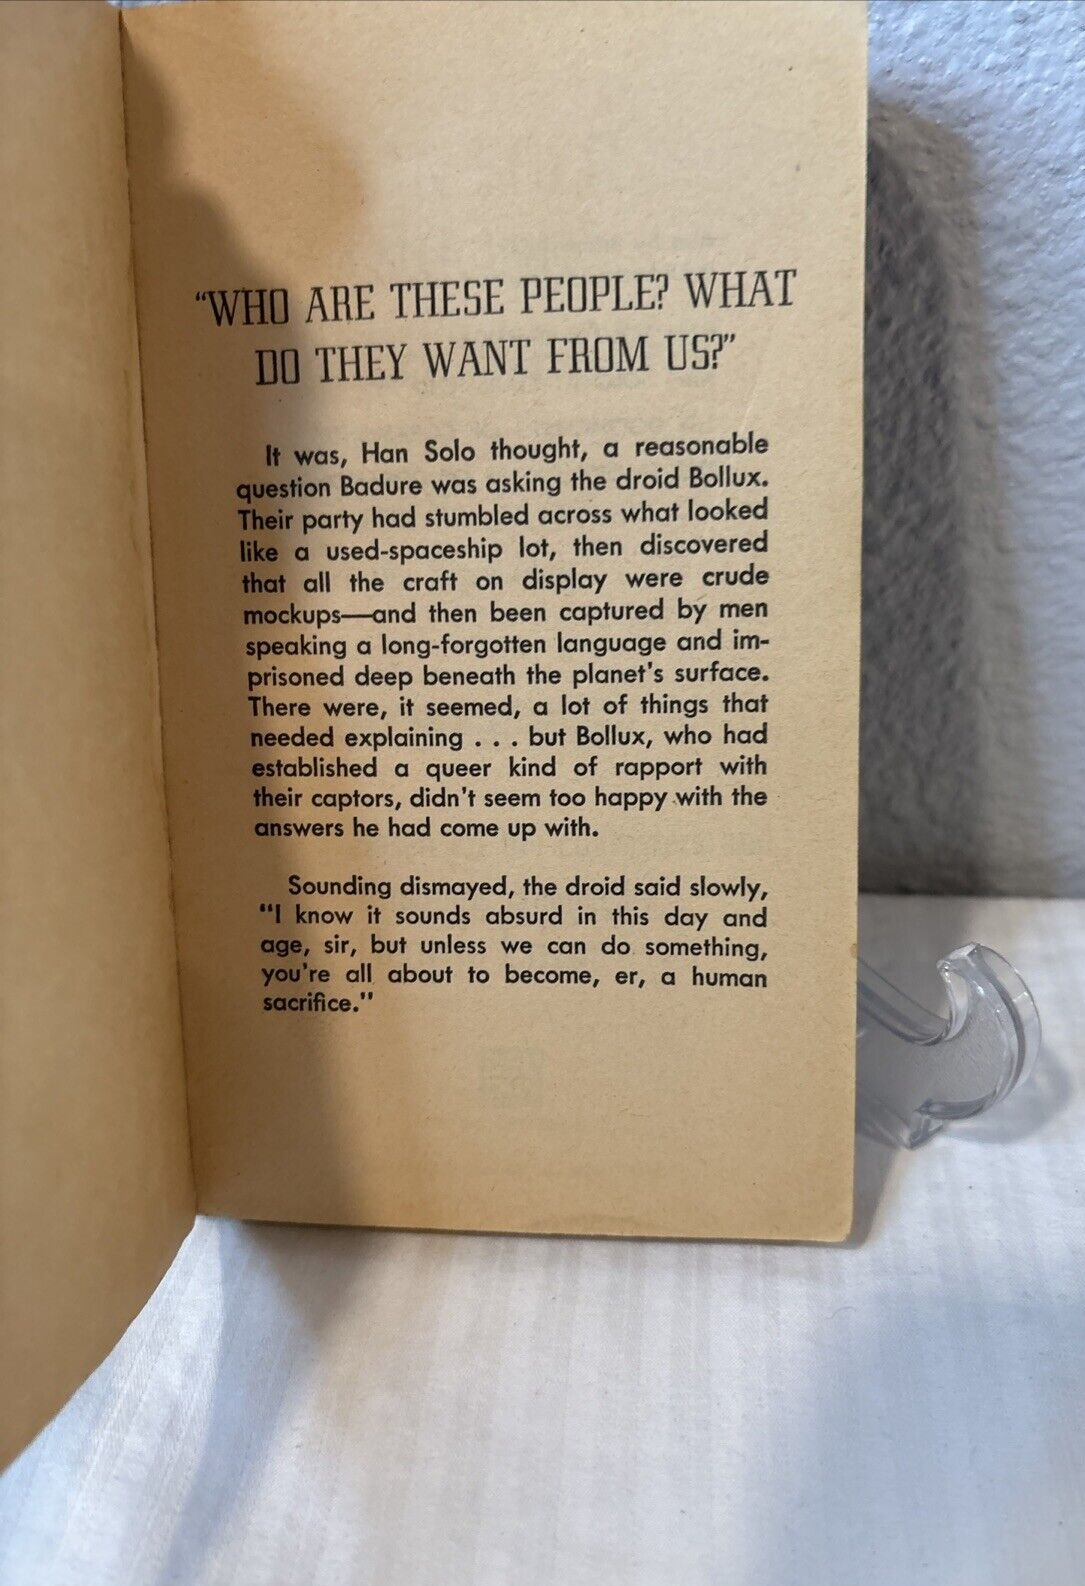 "WHO ARE THESE PEOPLE? WHAT
DO THEY WANT FROM US?"
It was, Han Solo thought, a reasonable
question Badure was asking the droid Bollux.
Their party had stumbled across what looked
like a used-spaceship lot, then discovered
that all the craft on display were crude
mockups—and then been captured by men
speaking a long-forgotten language and im-
prisoned deep beneath the planet's surface.
There were, it seemed, a lot of things that
needed explaining . . . but Bollux, who had
established a queer kind of rapport with
their captors, didn't seem too happy with the
answers he had come up with.
Sounding dismayed, the droid said slowly,
"I know it sounds absurd in this day and
age, sir, but unless we can do something,
you're all about to become, er, a human
sacrifice."